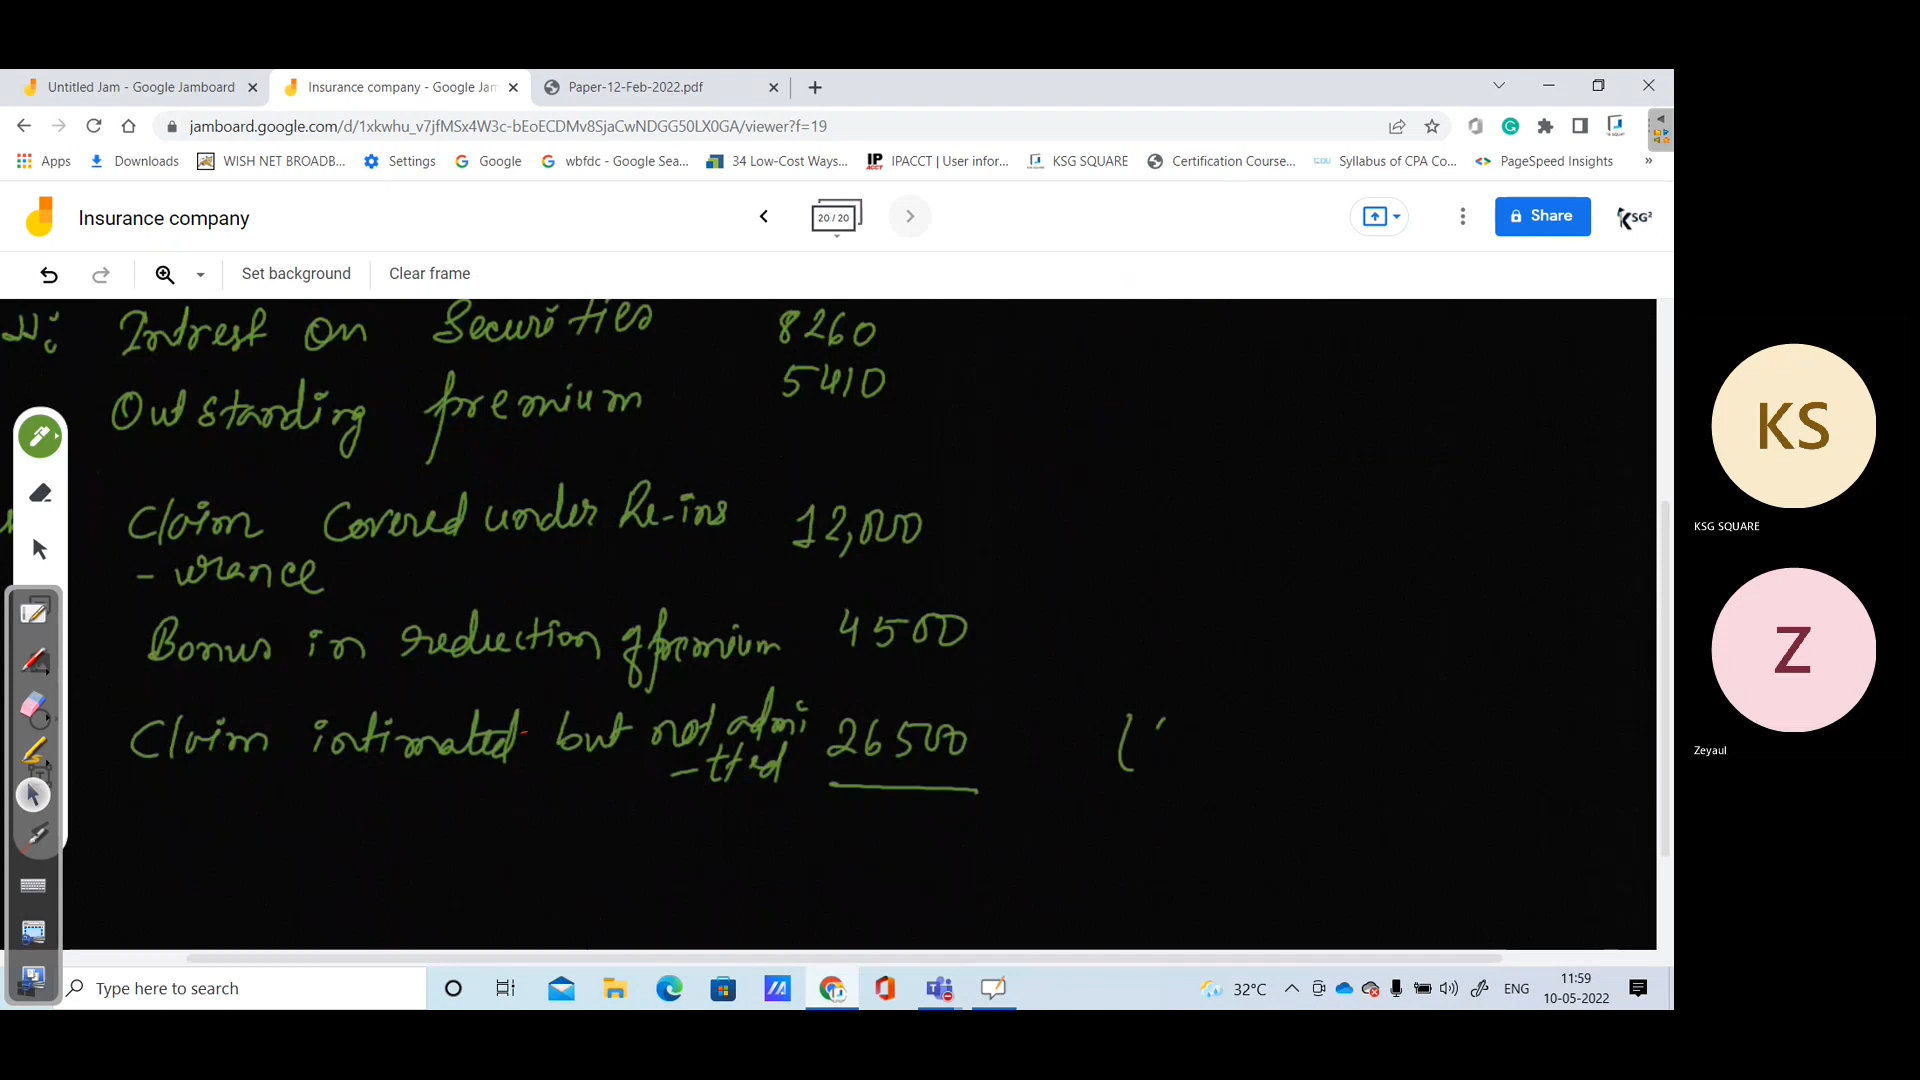 Untitled Jam - Google Jamboard
Insurance company - Google Jam
Paper-12-Feb-2022.pdf
jamboard.google.com/d/1xkwhu_v7jfMSx4W3c-bEoECDMv8SjaCwNDGG50LX0GA/viewer?f=19
Apps Downloads WISH NET BROADB... Settings Google wbfdc - Google Sea... 34 Low-Cost Ways... IPACCT | User infor... KSG SQUARE Certification Course... Syllabus of CPA Co... PageSpeed Insights »
Insurance company
20 / 20
Share
KSG²
Set background
Clear frame
Intrest on Securities 8260
Outstanding premium 5410
Claim Covered under Re-ins 12,000
- urance
Bonus in reduction of premium 4500
Claim intimated but not admi 26500
- tted
KS
KSG SQUARE
Z
Zeyaul
Type here to search
32°C
ENG
11:59
10-05-2022